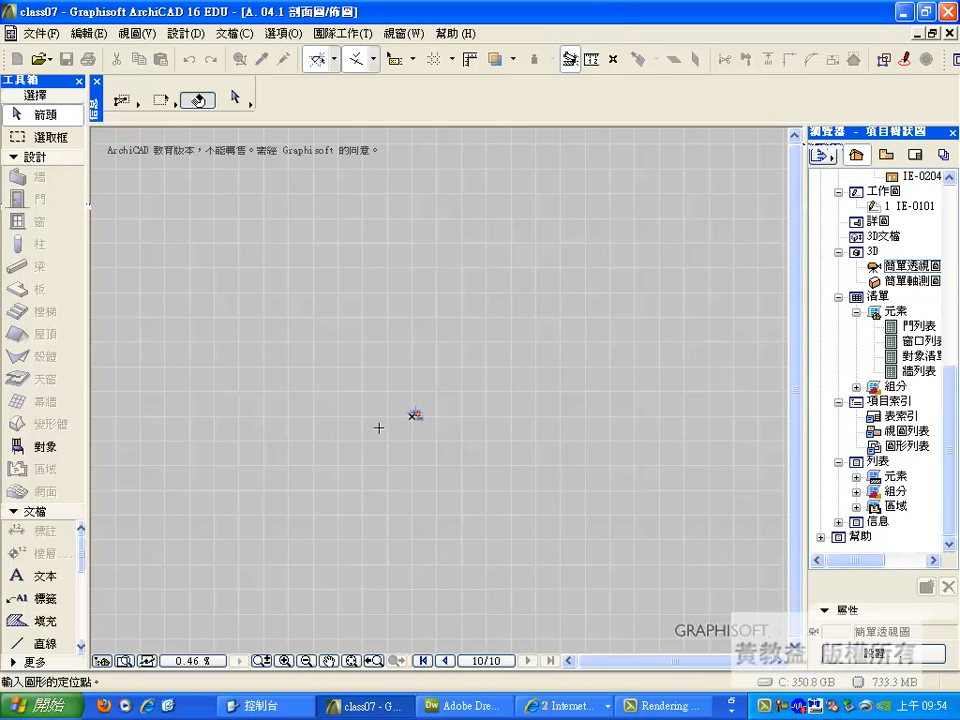 class07 - Graphisoft ArchiCAD 16 EDU - [A. 04.1 剖面圖/佈圖]
文件(F) 編輯(E) 視圖(V) 設計(D) 文檔(C) 選項(O) 團隊工作(T) 視窗(W) 幫助(H)
工具箱
選擇
箭頭
選取框
設計
牆
門
窗
柱
梁
板
樓梯
屋頂
殼體
天窗
幕牆
變形體
對象
區域
網面
文檔
標註
樓層 ...
文本
A1 標籤
填充
直線
更多
ArchiCAD 教育版本，不能轉售。需經 Graphisoft 的同意。
瀏覽器 - 項目樹狀圖
IE-0204
工作圖
1 IE-0101
詳圖
3D文檔
3D
簡單透視圖
簡單軸測圖
清單
元素
門列表
窗口列表
對象清單
牆列表
組分
項目索引
表索引
視圖列表
圖形列表
列表
元素
組分
區域
信息
幫助
屬性
簡單透視圖
設置...
GRAPHISOFT.
黃教益 版權所有
0.46 %
10/10
輸入圖形的定位點。
C: 350.8 GB
733.3 MB
開始
控制台
class07 - G...
Adobe Dre...
2 Internet...
Rendering ...
上午 09:54